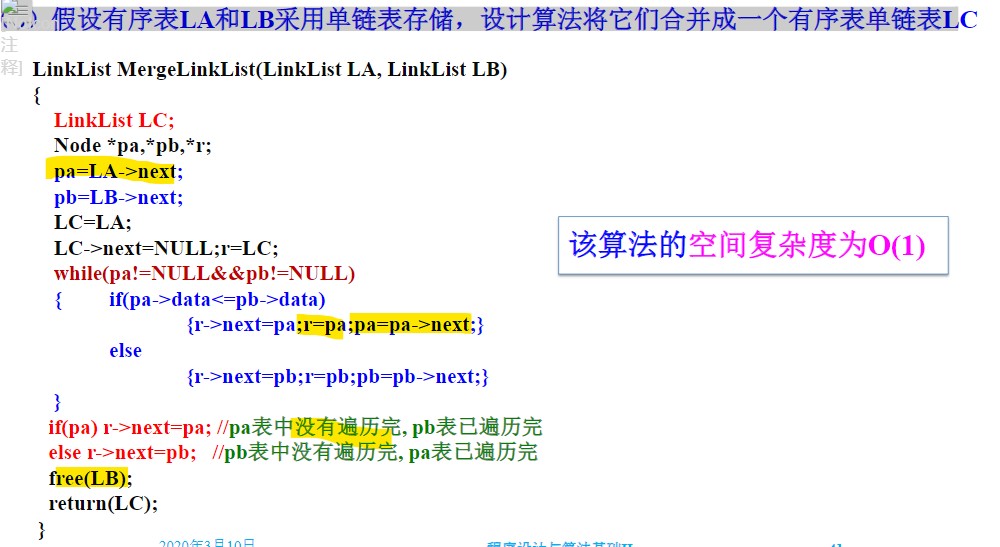 假设有序表LA和LB采用单链表存储，设计算法将它们合并成一个有序表单链表LC
注
释]
LinkList MergeLinkList(LinkList LA, LinkList LB)
{
LinkList LC;
Node *pa,*pb,*r;
pa=LA->next;
pb=LB->next;
LC=LA;
LC->next=NULL;r=LC;
while(pa!=NULL&&pb!=NULL)
{ if(pa->data<=pb->data)
{r->next=pa;r=pa;pa=pa->next;}
else
{r->next=pb;r=pb;pb=pb->next;}
}
if(pa) r->next=pa; //pa表中没有遍历完, pb表已遍历完
else r->next=pb; //pb表中没有遍历完, pa表已遍历完
free(LB);
return(LC);
}
该算法的空间复杂度为O(1)
2020年3月10日
程序设计与算法基础II